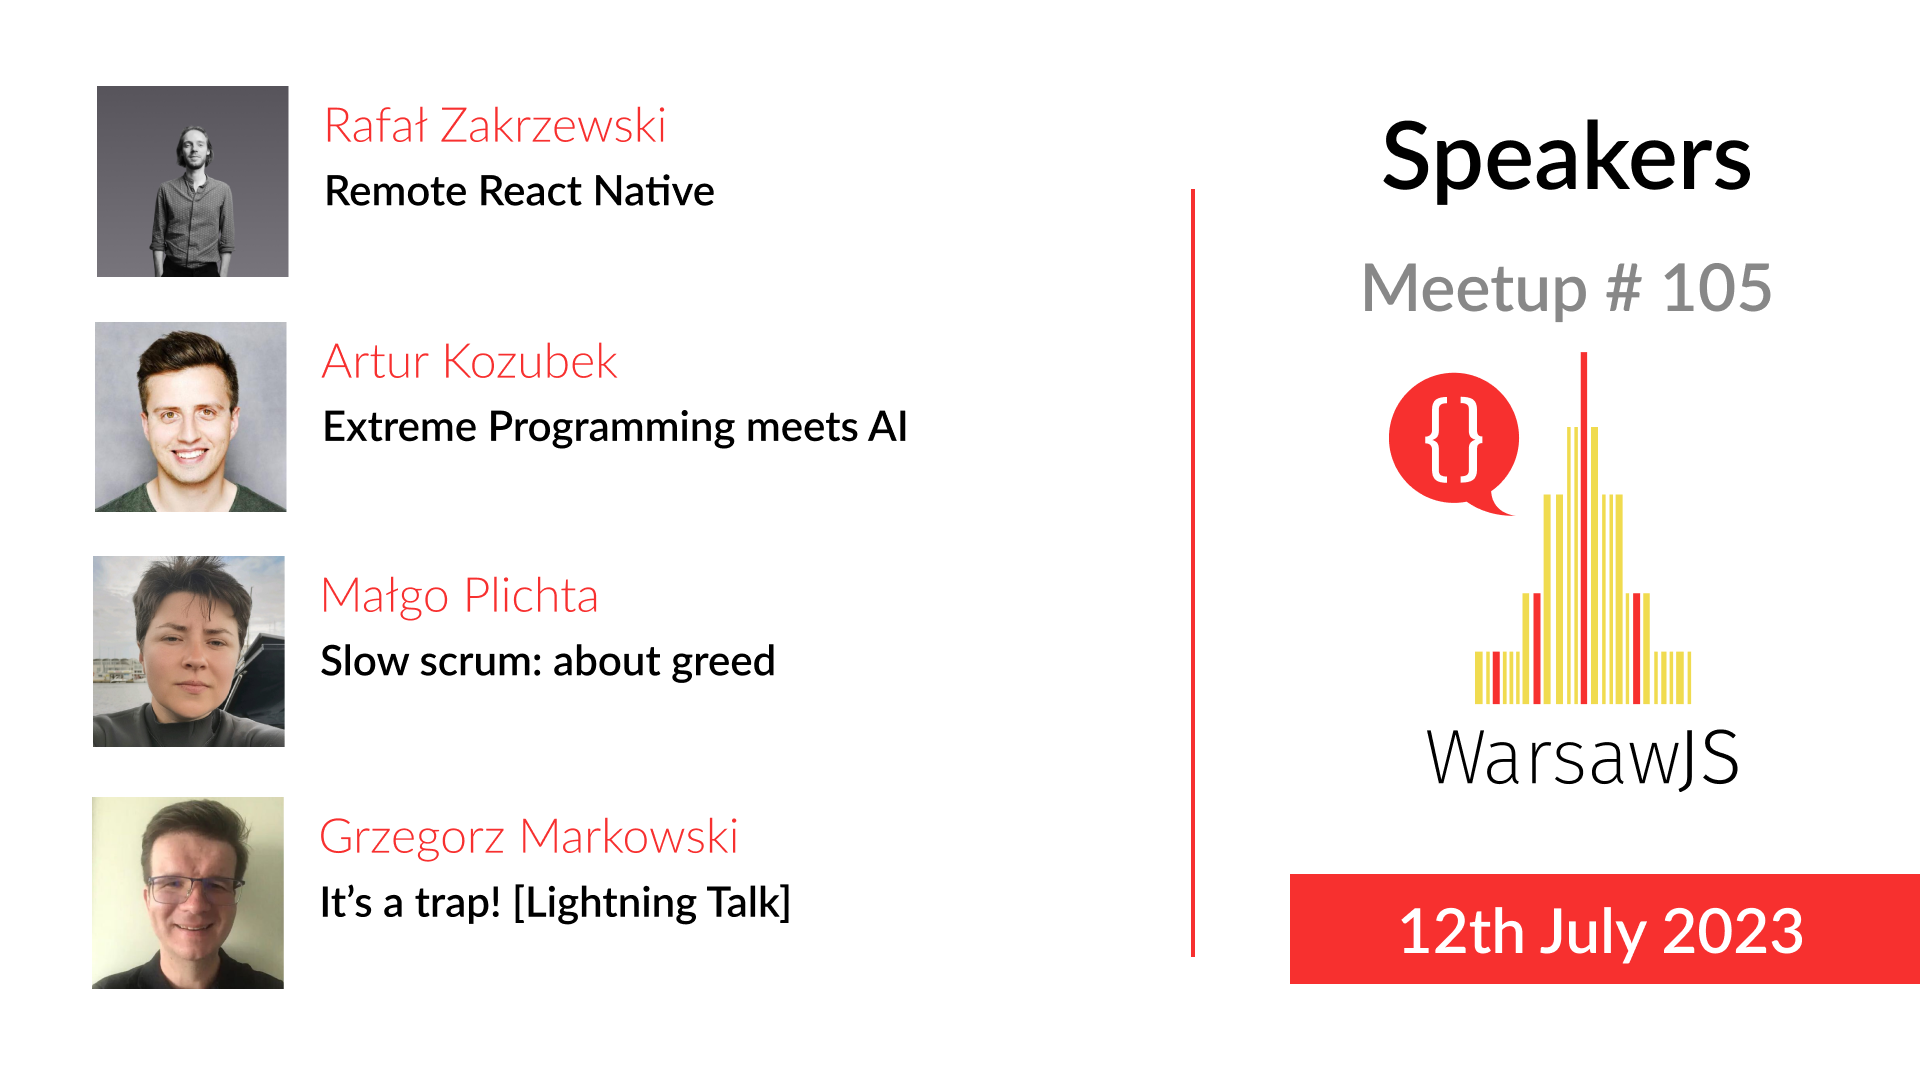 Rafał Zakrzewski
Remote React Native
Artur Kozubek
Extreme Programming meets AI
Małgo Plichta
Slow scrum: about greed
Grzegorz Markowski
It’s a trap! [Lightning Talk]
Speakers
Meetup # 105
{}
WarsawJS
12th July 2023